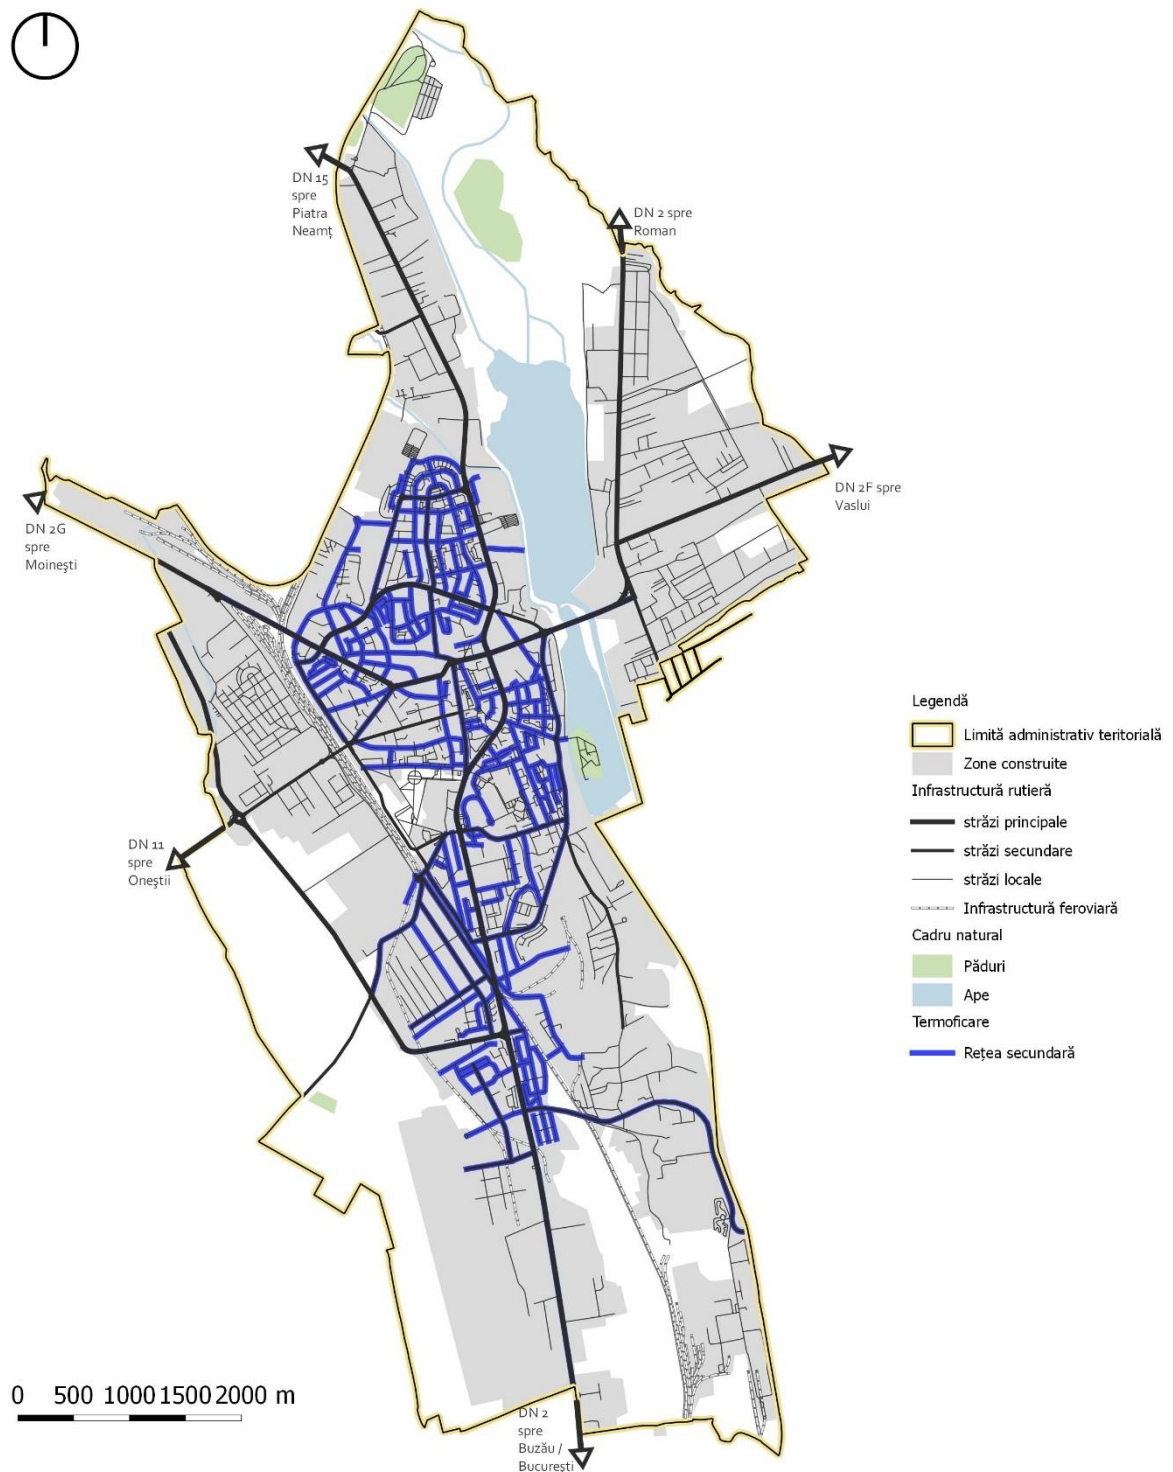 DN 15
spre
Piatra
Neamț
DN 2 spre
Roman
DN 2F spre
Vaslui
DN 2G
spre
Moinești
DN 11
spre
Oneștii
Legendă
Limită administrativ teritorială
Zone construite
Infrastructură rutieră
străzi principale
străzi secundare
străzi locale
Infrastructură feroviară
Cadru natural
Păduri
Ape
Termoficare
Rețea secundară
0 500 1000 1500 2000 m
DN 2
spre
Buzău /
București